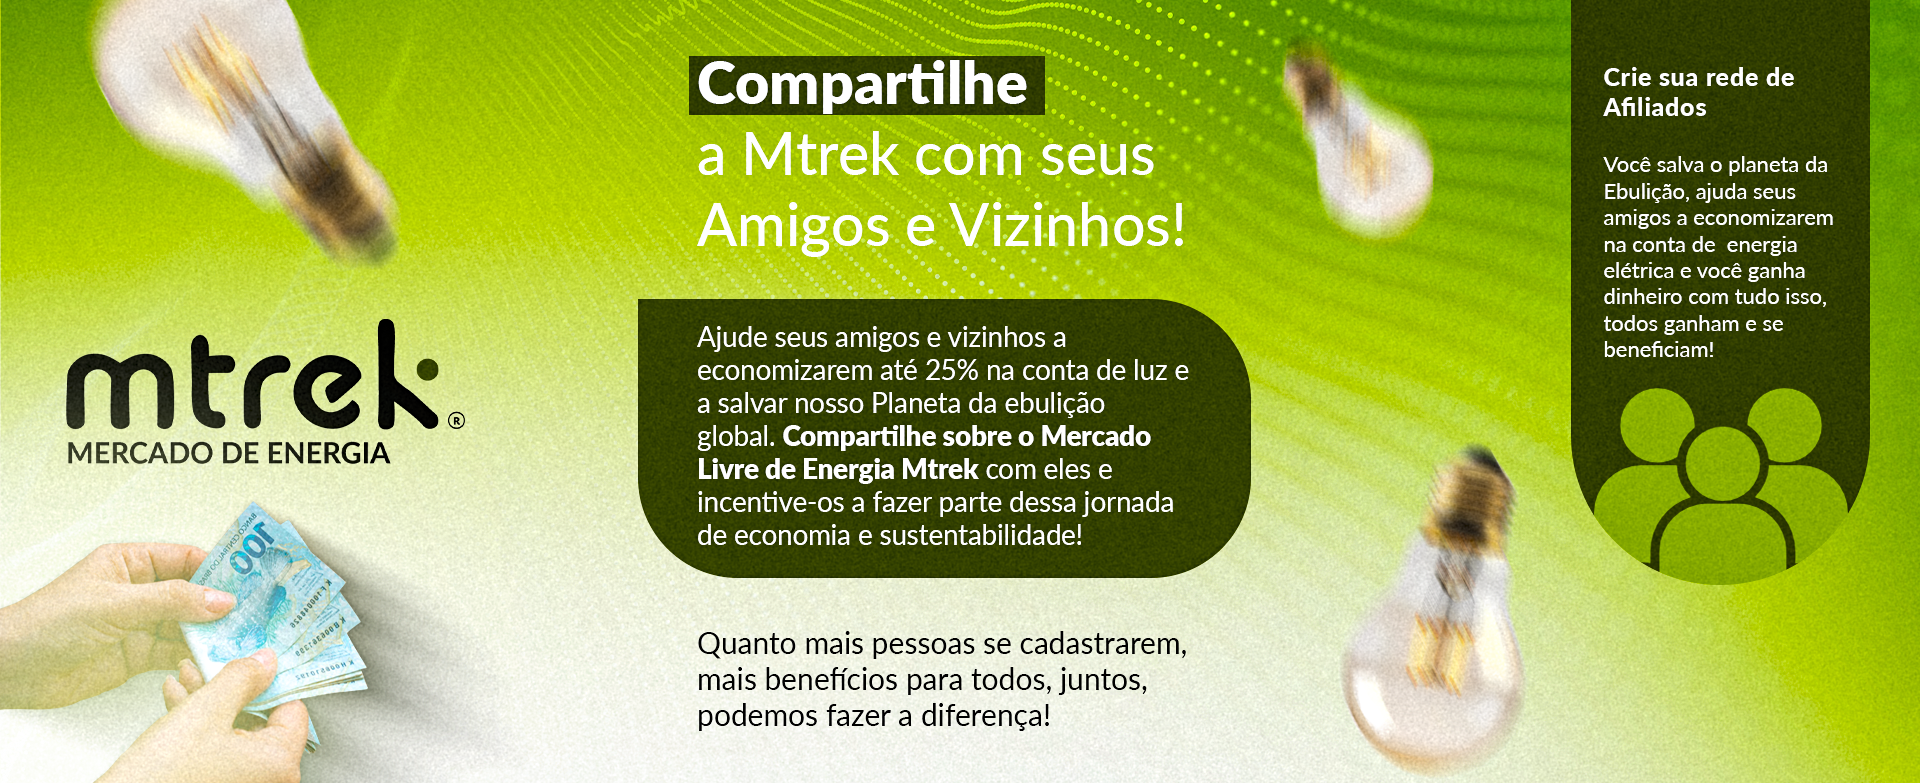 Compartilhe
a Mtrek com seus
Amigos e Vizinhos!
Ajude seus amigos e vizinhos a
economizarem até 25% na conta de luz e
a salvar nosso Planeta da ebulição
global. Compartilhe sobre o Mercado
Livre de Energia Mtrek com eles e
incentive-os a fazer parte dessa jornada
de economia e sustentabilidade!
Quanto mais pessoas se cadastrarem,
mais benefícios para todos, juntos,
podemos fazer a diferença!
mtrek ®
MERCADO DE ENERGIA
100
Crie sua rede de
Afiliados
Você salva o planeta da
Ebulição, ajuda seus
amigos a economizarem
na conta de energia
elétrica e você ganha
dinheiro com tudo isso,
todos ganham e se
beneficiam!